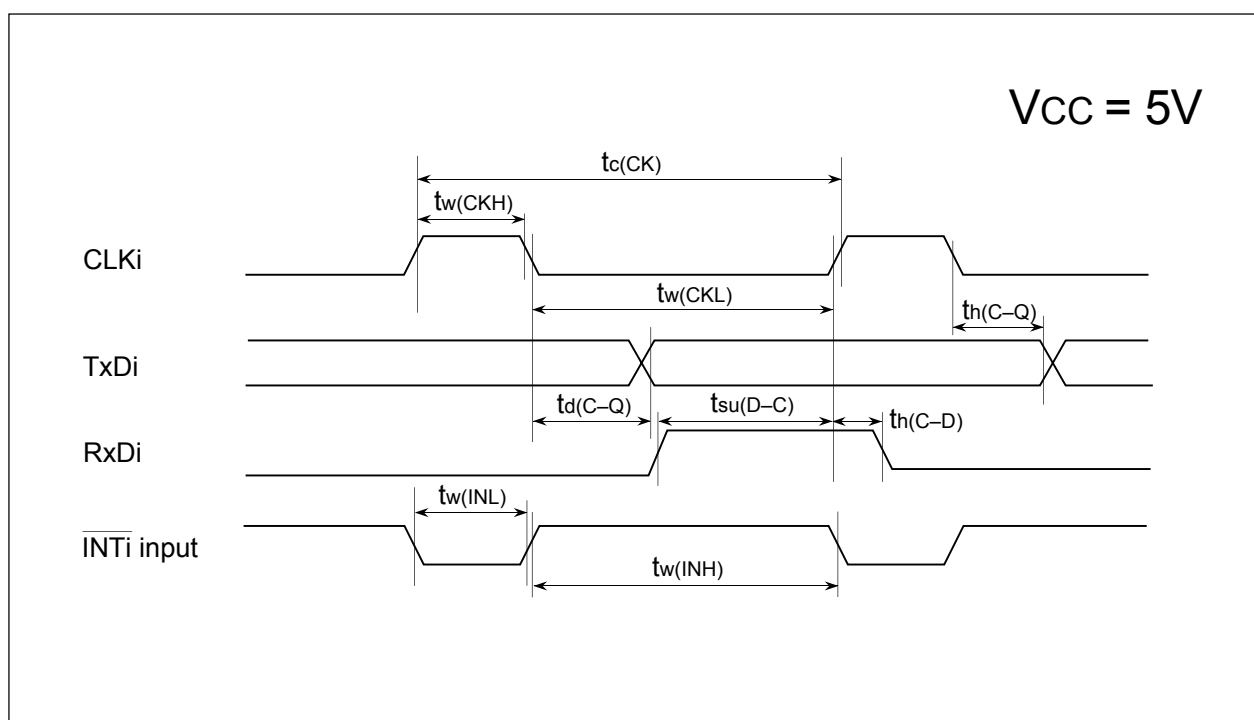 VCC = 5V
tc(CK)
tw(CKH)
CLKi
tw(CKL)
th(C–Q)
TxDi
td(C–Q)
tsu(D–C)
th(C–D)
RxDi
tw(INL)
INTi input
tw(INH)